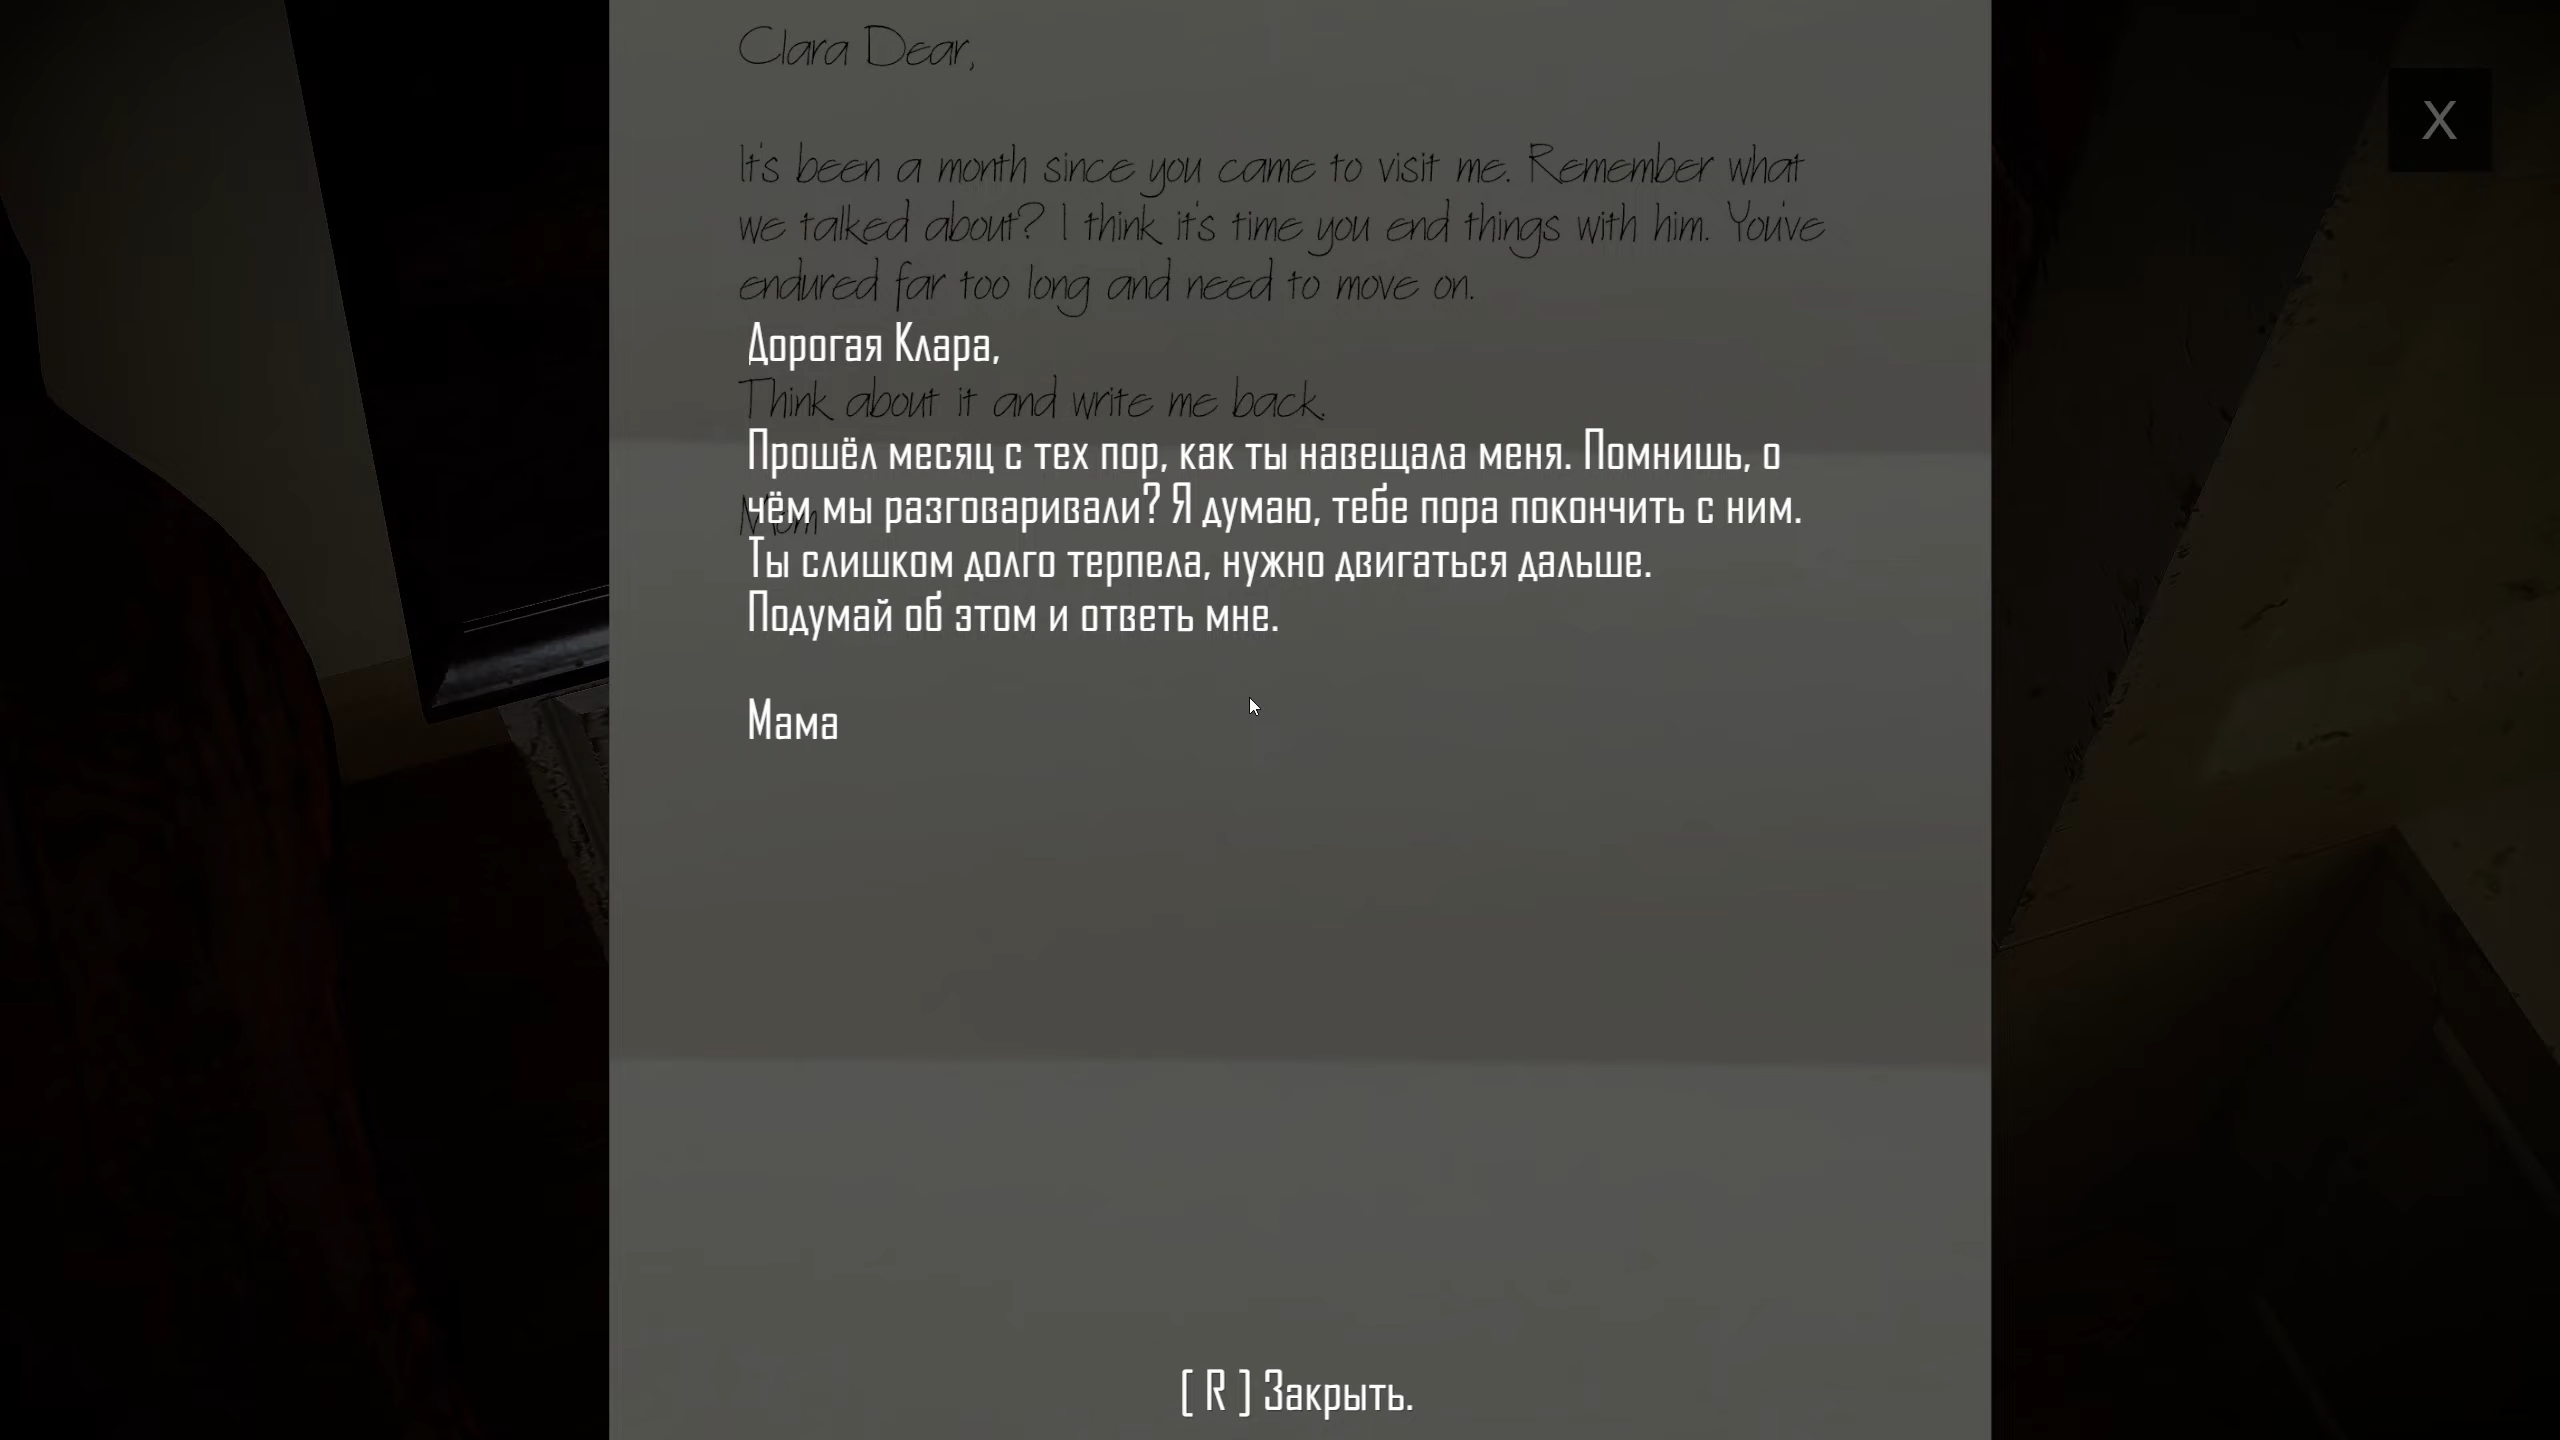 Clara Dear,
X
It's been a month since you came to visit me. Remember what
we talked about? I think it's time you end things with him. You've
endured far too long and need to move on.
Дорогая Клара,
Think about it and write me back.
Прошёл месяц с тех пор, как ты навещала меня. Помнишь, о
чём мы разговаривали? Я думаю, тебе пора покончить с ним.
Mom
Ты слишком долго терпела, нужно двигаться дальше.
Подумай об этом и ответь мне.
Мама
[ R ] Закрыть.